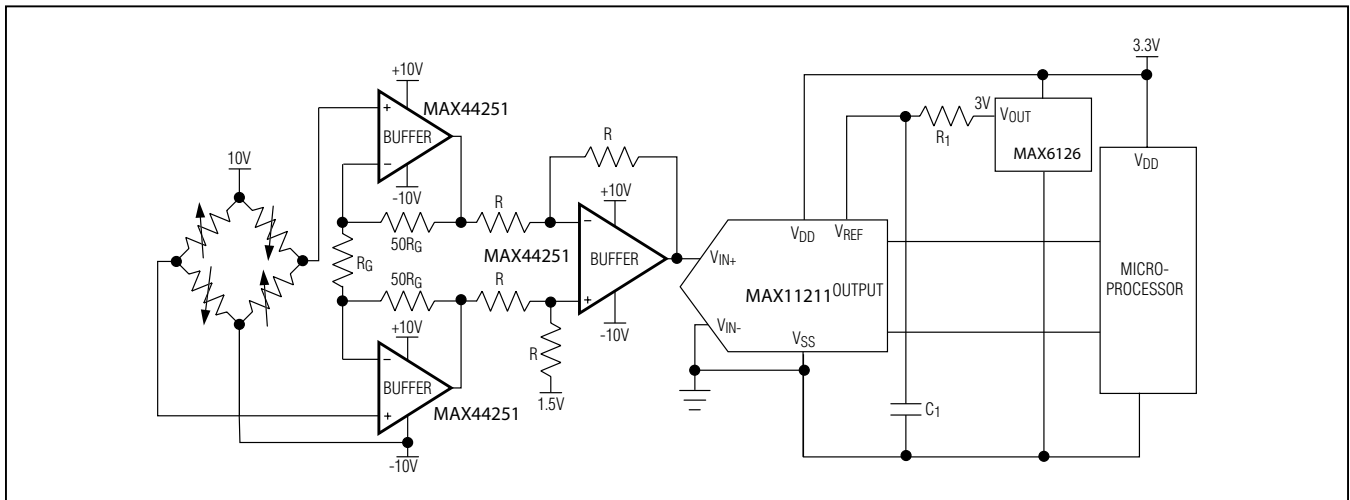 3.3V
+10V
MAX44251
BUFFER
-10V
3V
VOUT
R1
MAX6126
R
10V
VDD
+10V
50RG
R
MAX44251
BUFFER
-10V
VDD
VREF
RG
50RG
R
VIN+
MAX11211
OUTPUT
MICRO-
PROCESSOR
VIN-
VSS
+10V
BUFFER
MAX44251
-10V
R
1.5V
C1